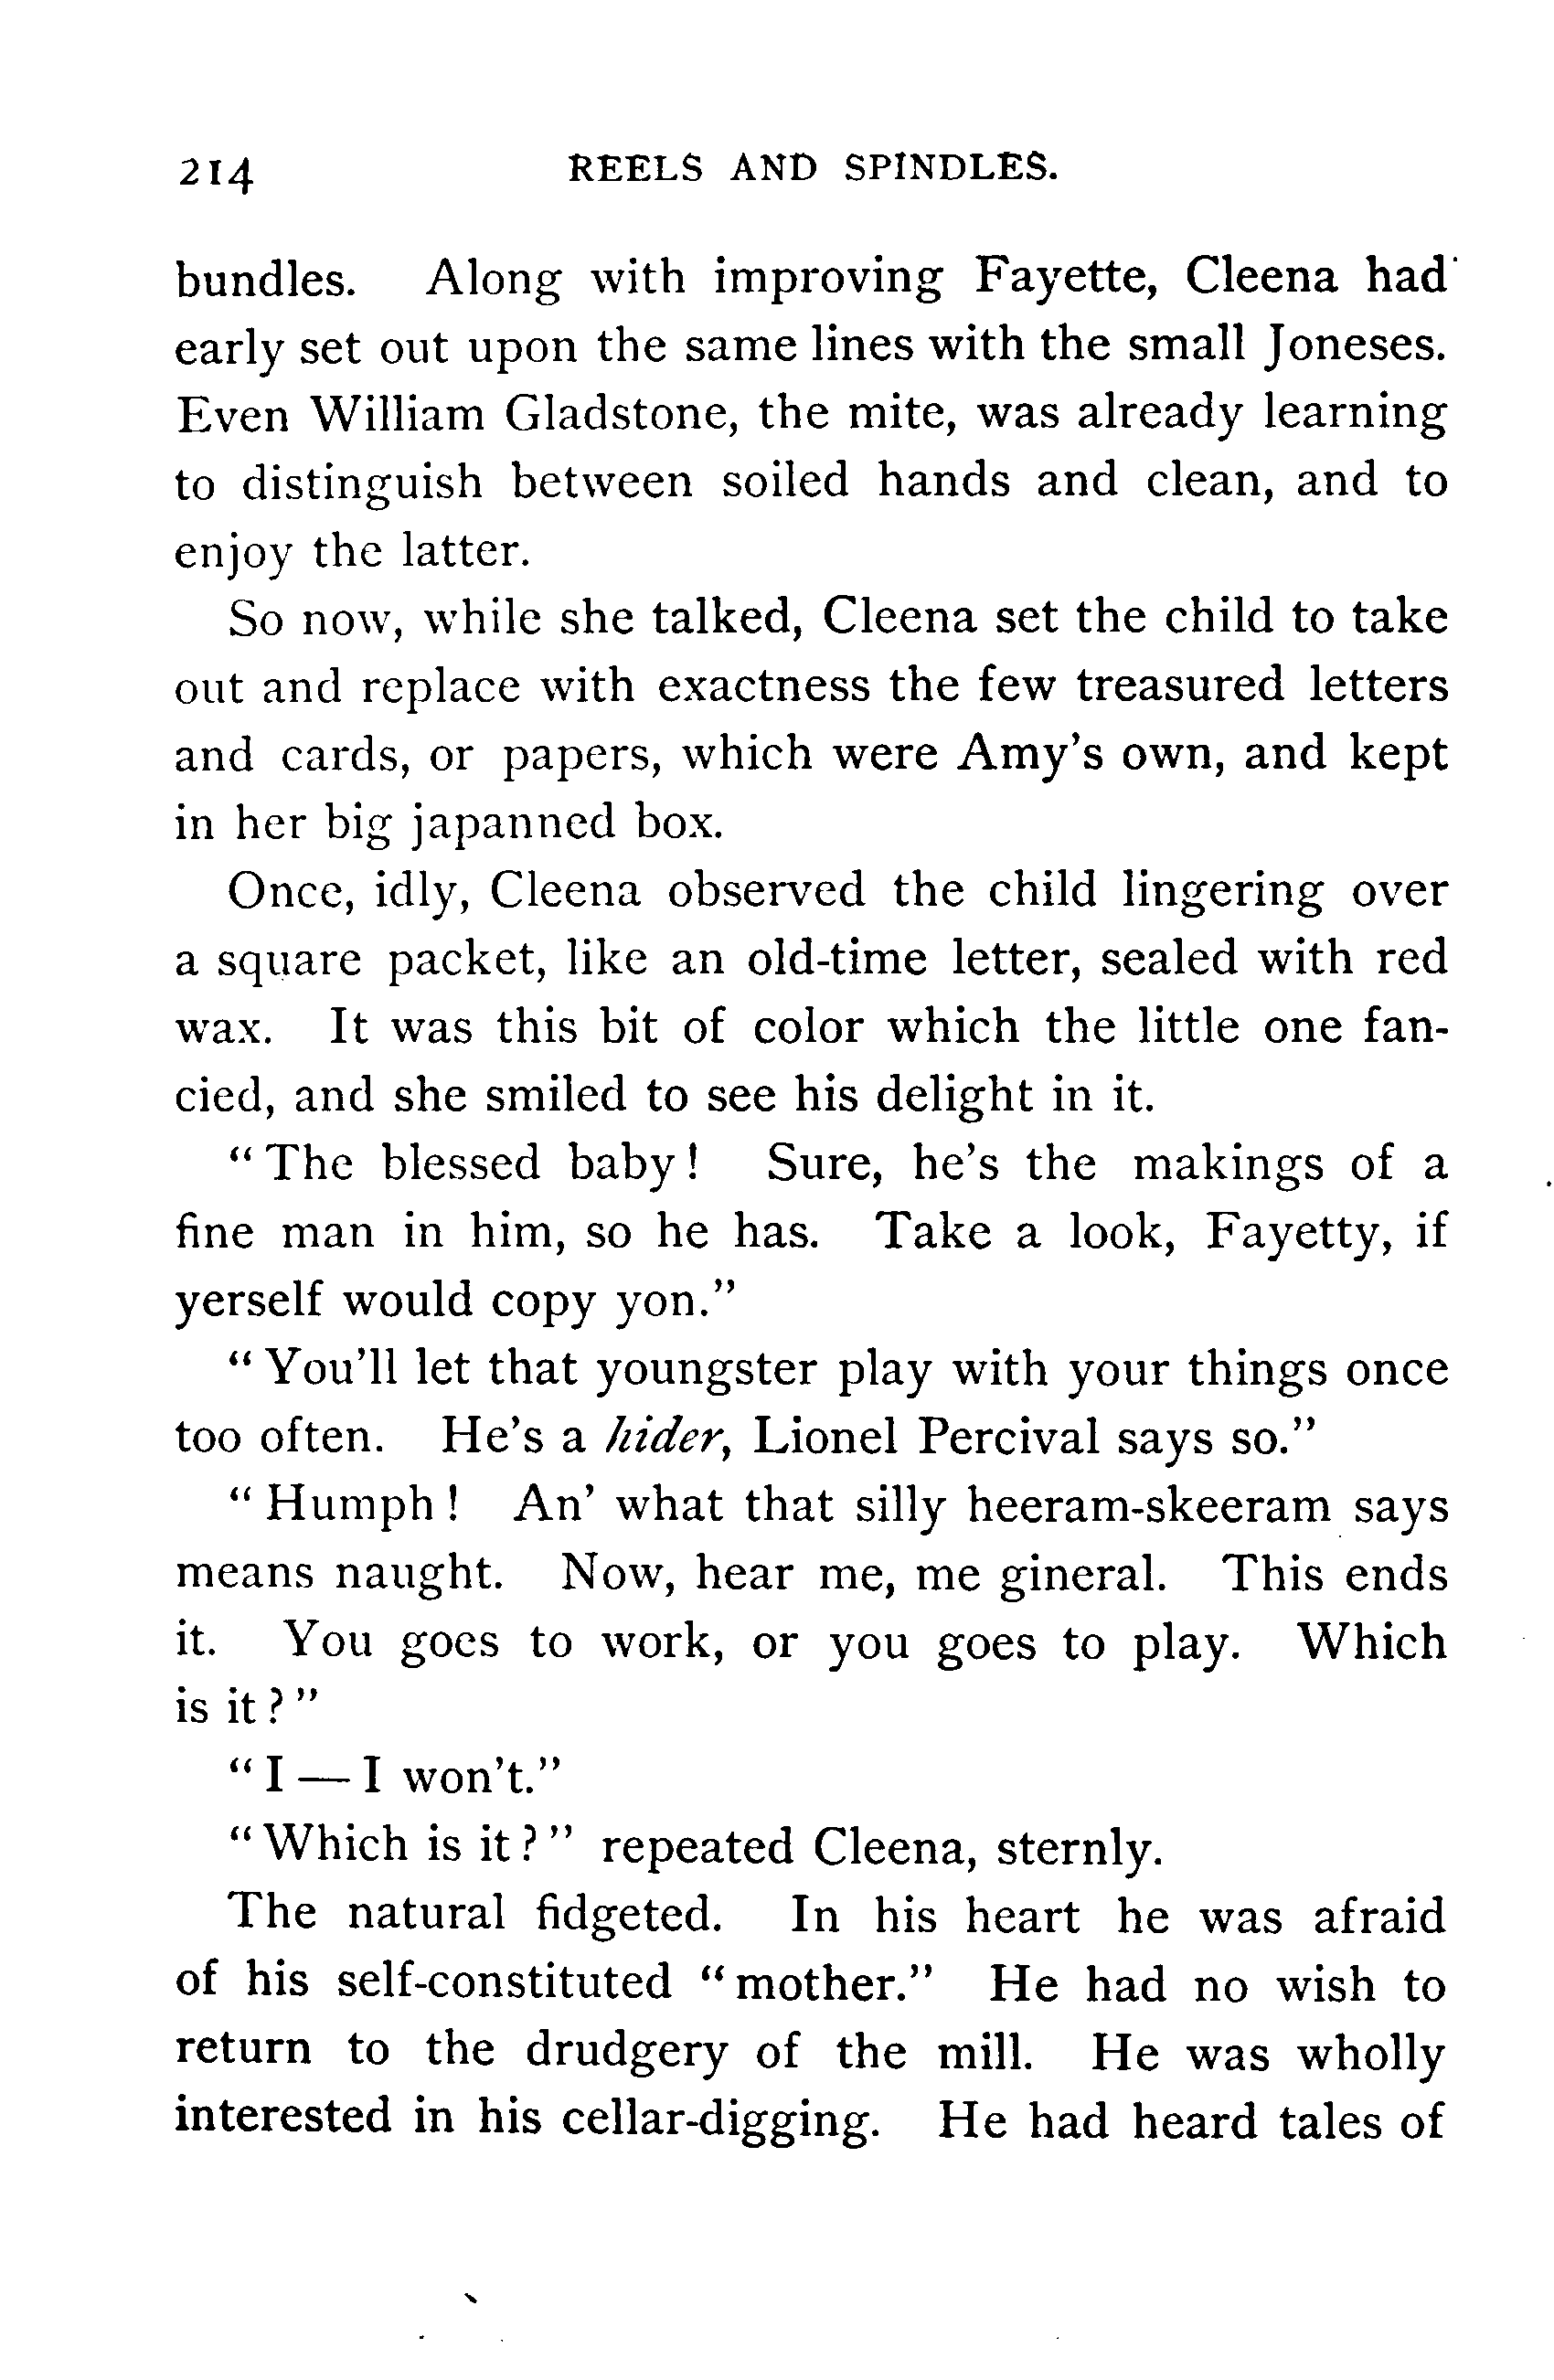 214 REELS AND SPINDLES.
bundles. Along with improving Fayette, Cleena had
early set out upon the same lines with the small Joneses.
Even William Gladstone, the mite, was already learning
to distinguish between soiled hands and clean, and to
enjoy the latter.
So now, while she talked, Cleena set the child to take
out and replace with exactness the few treasured letters
and cards, or papers, which were Amy's own, and kept
in her big japanned box.
Once, idly, Cleena observed the child lingering over
a square packet, like an old-time letter, sealed with red
wax. It was this bit of color which the little one fan-
cied, and she smiled to see his delight in it.
"The blessed baby! Sure, he's the makings of a
fine man in him, so he has. Take a look, Fayetty, if
yerself would copy yon."
"You'll let that youngster play with your things once
too often. He's a hider, Lionel Percival says so."
"Humph! An' what that silly heeram-skeeram says
means naught. Now, hear me, me gineral. This ends
it. You goes to work, or you goes to play. Which
is it?"
"I — I won't."
"Which is it?" repeated Cleena, sternly.
The natural fidgeted. In his heart he was afraid
of his self-constituted "mother." He had no wish to
return to the drudgery of the mill. He was wholly
interested in his cellar-digging. He had heard tales of